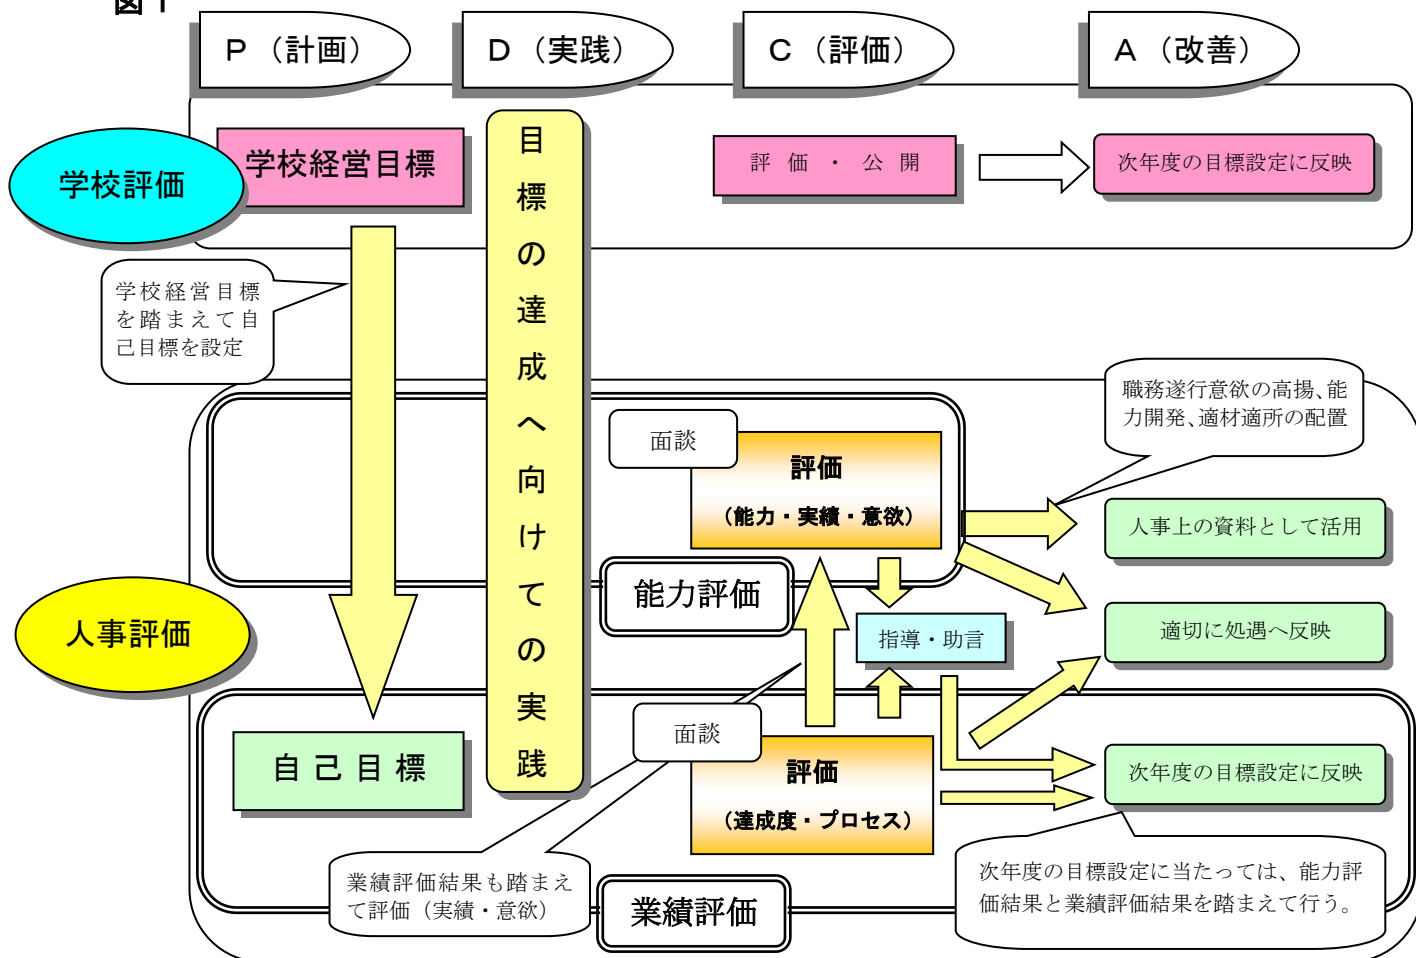 図１
Ｐ（計画）
Ｄ（実践）
Ｃ（評価）
Ａ（改善）
学校評価
学校経営目標
目標の達成へ向けての実践
評価・公開
次年度の目標設定に反映
学校経営目標
を踏まえて自
己目標を設定
職務遂行意欲の高揚、能
力開発、適材適所の配置
面談
評価
（能力・実績・意欲）
人事上の資料として活用
能力評価
人事評価
指導・助言
適切に処遇へ反映
自己目標
面談
評価
（達成度・プロセス）
次年度の目標設定に反映
業績評価結果も踏まえ
て評価（実績・意欲）
業績評価
次年度の目標設定に当たっては、能力評
価結果と業績評価結果を踏まえて行う。